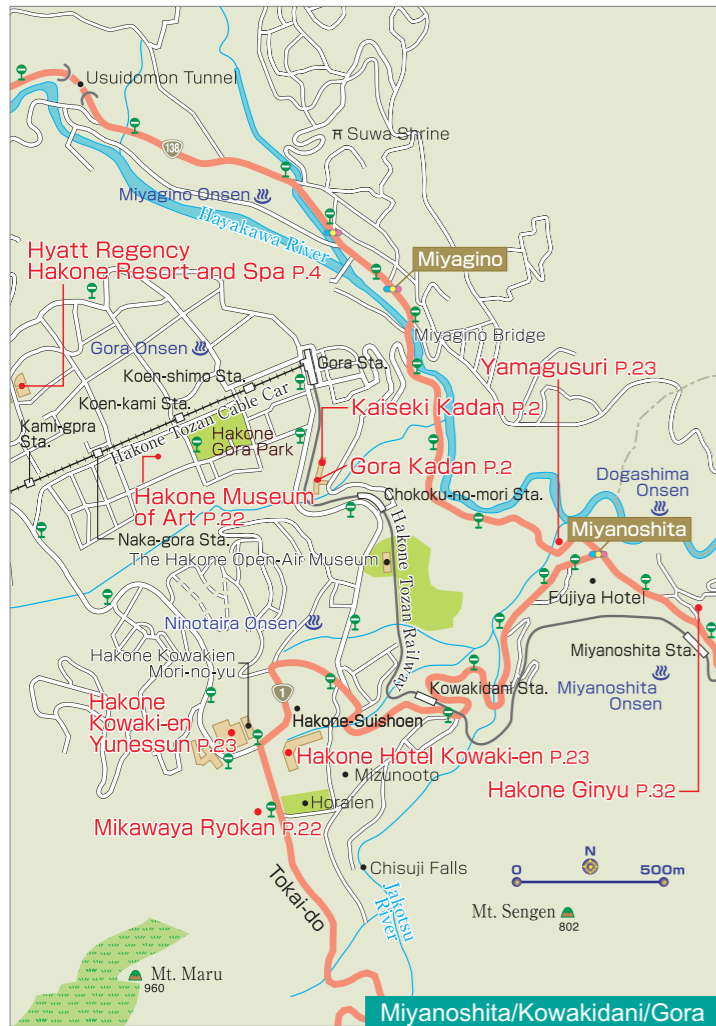 Usuidomon Tunnel
138
Suwa Shrine
Miyagino Onsen
Hayakawa River
Hyatt Regency
Hakone Resort and Spa P.4
Miyagino
Miyagino Bridge
Gora Onsen
Gora Sta.
Yamagusuri P.23
Koen-shimo Sta.
Koen-kami Sta.
Kami-gpra
Sta.
Hakone Tozan Cable Car
Kaiseki Kadan P.2
Hakone
Gora Park
Gora Kadan P.2
Dogashima
Onsen
Hakone Museum
of Art P.22
Chokoku-no-mori Sta.
Miyanoshita
Naka-gora Sta.
The Hakone Open-Air Museum
Hakone Tozan Railway
Fujiya Hotel
Ninotaira Onsen
Miyanoshita Sta.
Hakone Kowakien
Mori-no-yu
Kowakidani Sta.
Miyanoshita
Onsen
1
Hakone
Kowaki-en
Yunessun P.23
Hakone-Suishoen
Hakone Hotel Kowaki-en P.23
Mizunooto
Hakone Ginyu P.32
Horaien
Mikawaya Ryokan P.22
Tokai-do
Chisuji Falls
Jakotsu
River
N
0
500m
Mt. Sengen
802
Mt. Maru
960
Miyanoshita/Kowakidani/Gora